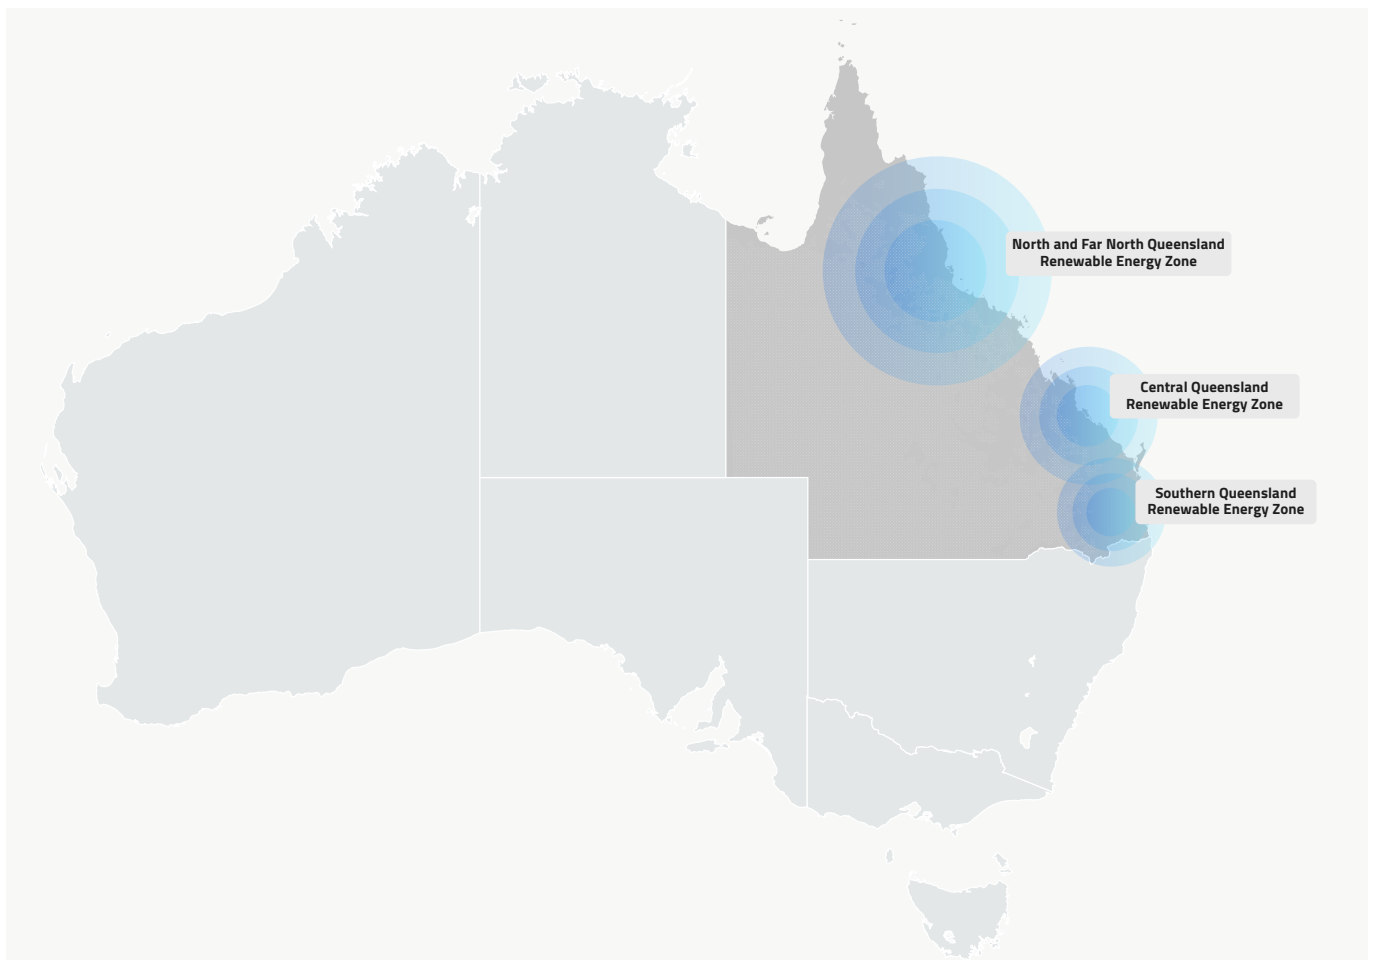 North and Far North Queensland
Renewable Energy Zone
Central Queensland
Renewable Energy Zone
Southern Queensland
Renewable Energy Zone